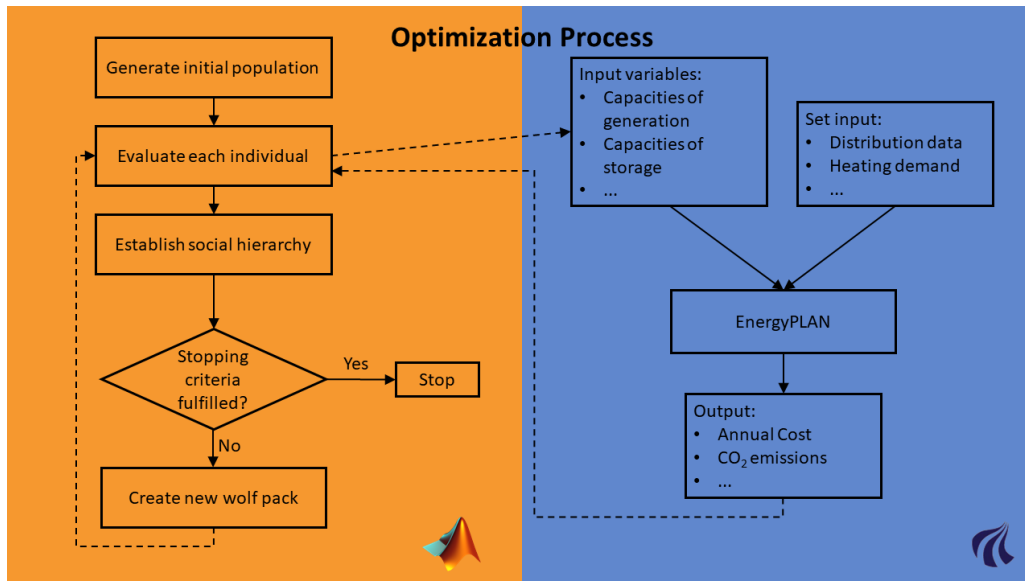 Optimization Process
Generate initial population
Evaluate each individual
Establish social hierarchy
Stopping
criteria
fulfilled?
Yes
Stop
No
Create new wolf pack
Input variables:
• Capacities of
generation
• Capacities of
storage
• ...
Set input:
• Distribution data
• Heating demand
• ...
EnergyPLAN
Output:
• Annual Cost
• CO₂ emissions
• ...